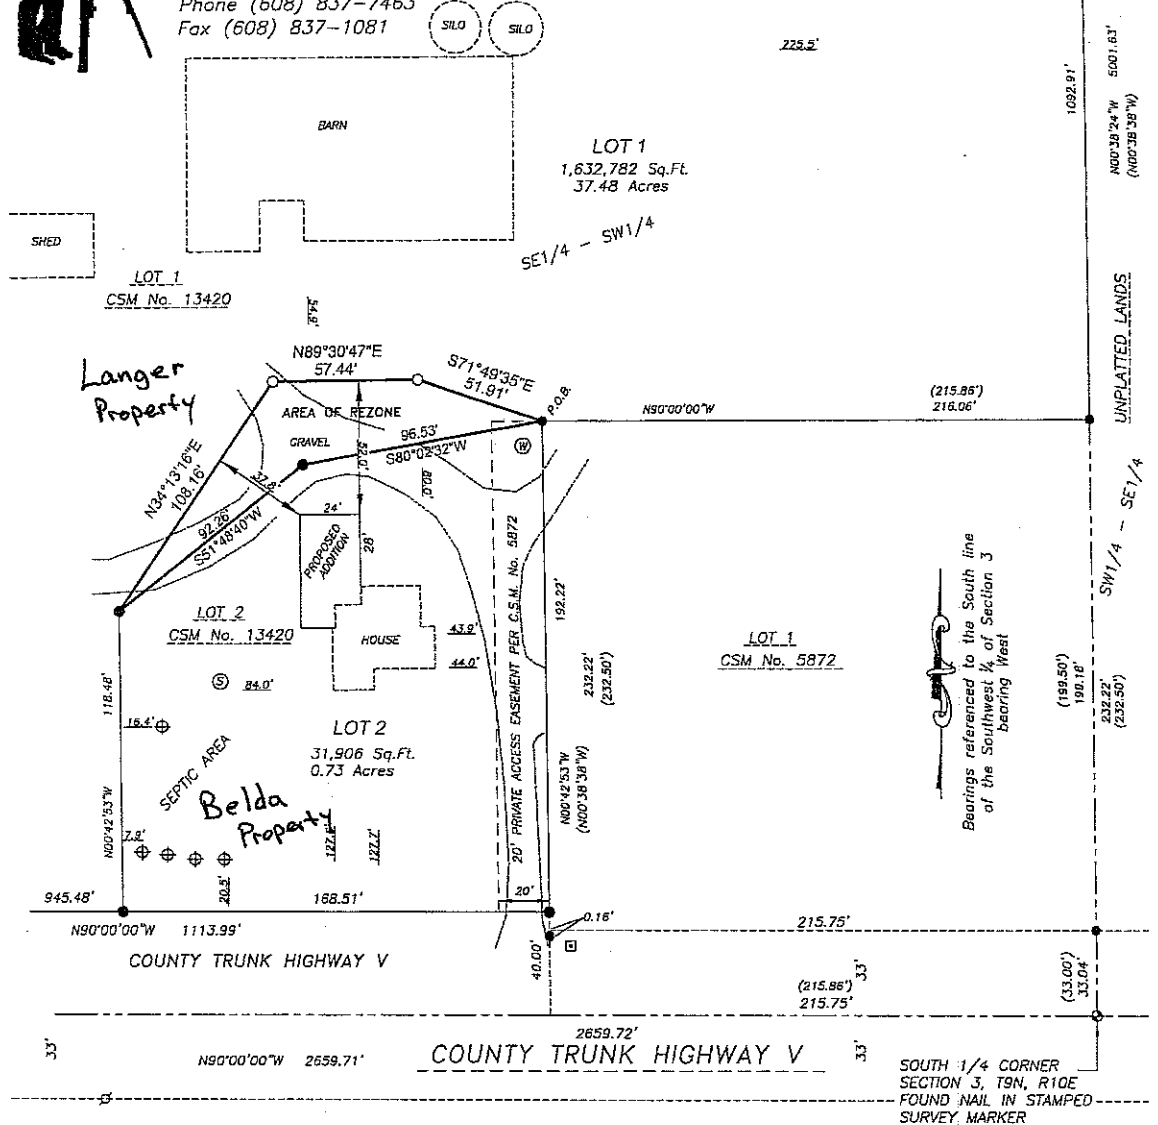 Phone (608) 837-7463
Fax (608) 837-1081
SILO
SILO
225.5'
1092.91'
N00°38'24"W 5001.63'
(N00°38'38"W)
BARN
LOT 1
1,632,782 Sq.Ft.
37.48 Acres
SE1/4 - SW1/4
SHED
LOT 1
CSM No. 13420
54.9'
UNPLATTED LANDS
N89°30'47"E
57.44'
S71°49'35"E
51.91'
Langer
Property
P.O.B.
N90°00'00"W
(215.86')
216.06'
AREA OF REZONE
GRAVEL
96.53'
S80°02'32"W
W
52.0'
80.0'
N34°13'16"E
108.16'
37.8'
92.26'
S51°48'40"W
24'
28'
PROPOSED
ADDITION
SW1/4 - SE1/4
20' PRIVATE ACCESS EASEMENT PER C.S.M. No. 5872
192.22'
LOT 2
CSM No. 13420
HOUSE
43.9'
44.0'
LOT 1
CSM No. 5872
Bearings referenced to the South line
of the Southwest ¼ of Section 3
bearing West
S
84.0'
232.22'
(232.50')
(199.50')
199.18'
232.22'
(232.50')
118.48'
16.4'
LOT 2
31,906 Sq.Ft.
0.73 Acres
SEPTIC AREA
Belda
Property
N00°42'53"W
N00°42'53"W
(N00°38'38"W)
7.9'
127.7'
20.5'
20'
945.48'
168.51'
0.16'
215.75'
N90°00'00"W 1113.99'
COUNTY TRUNK HIGHWAY V
40.00'
33'
(33.00')
33.04'
(215.86')
215.75'
2659.72'
33'
N90°00'00"W 2659.71'
COUNTY TRUNK HIGHWAY V
33'
SOUTH 1/4 CORNER
SECTION 3, T9N, R10E
FOUND NAIL IN STAMPED
SURVEY MARKER